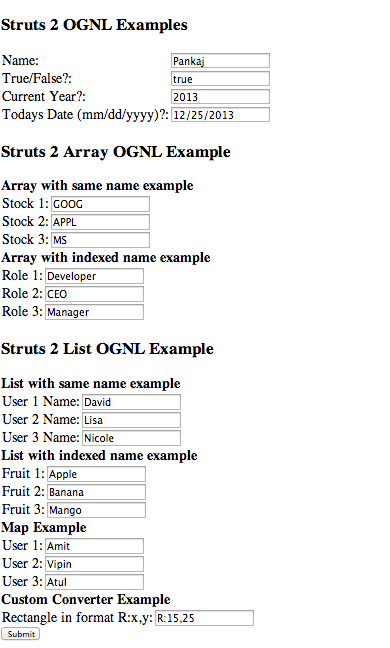 Struts 2 OGNL Examples
Name: Pankaj
True/False?: true
Current Year?: 2013
Todays Date (mm/dd/yyyy)?: 12/25/2013
Struts 2 Array OGNL Example
Array with same name example
Stock 1: GOOG
Stock 2: APPL
Stock 3: MS
Array with indexed name example
Role 1: Developer
Role 2: CEO
Role 3: Manager
Struts 2 List OGNL Example
List with same name example
User 1 Name: David
User 2 Name: Lisa
User 3 Name: Nicole
List with indexed name example
Fruit 1: Apple
Fruit 2: Banana
Fruit 3: Mango
Map Example
User 1: Amit
User 2: Vipin
User 3: Atul
Custom Converter Example
Rectangle in format R:x,y: R:15,25
Submit